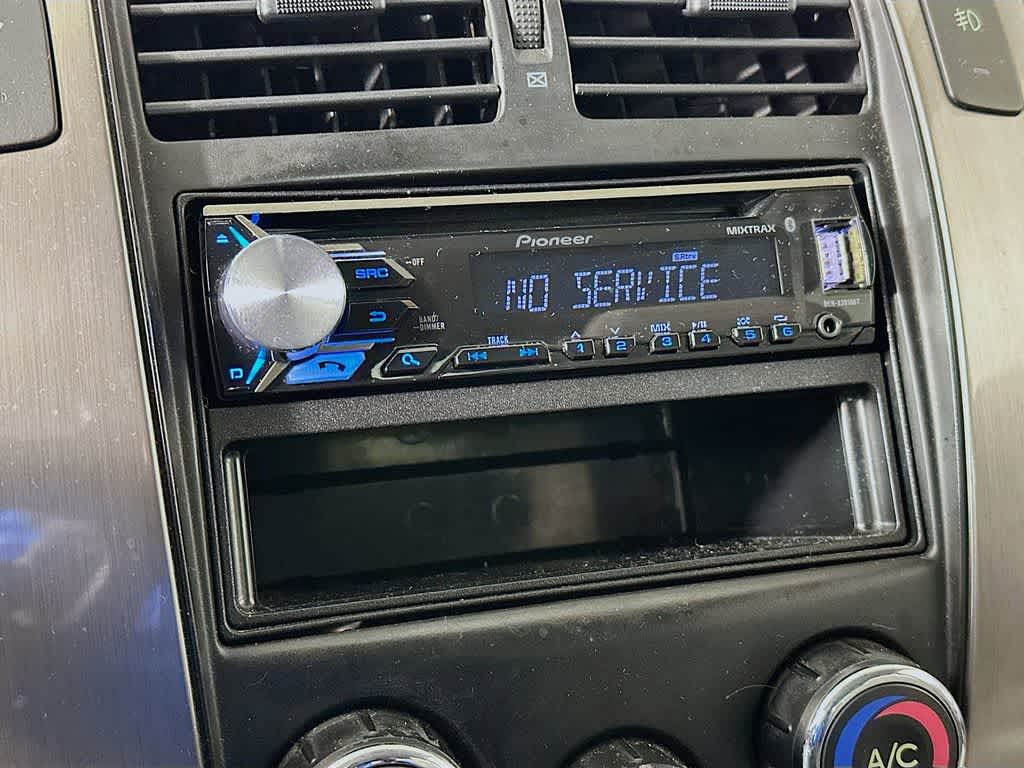 Pioneer
MIXTRAX
SRC
OFF
BAND/
DIMMER
NO SERVICE
TRACK
MIX
1
2
3
4
5
6
A/C